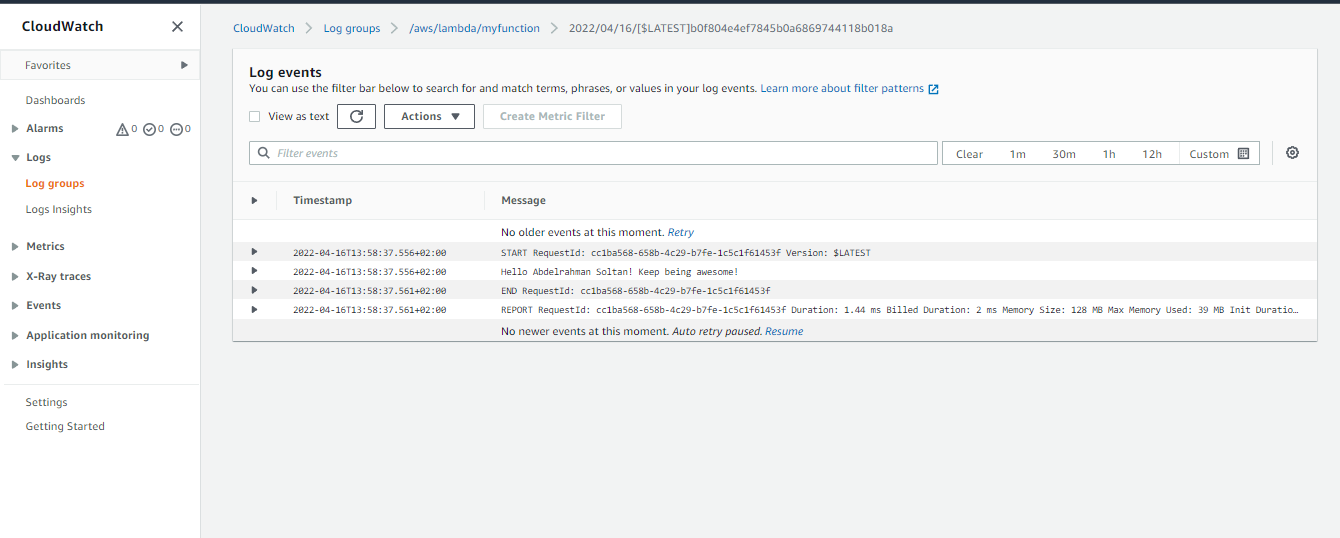 CloudWatch
Favorites
Dashboards
Alarms 0 0 0
Logs
Log groups
Logs Insights
Metrics
X-Ray traces
Events
Application monitoring
Insights
Settings
Getting Started
CloudWatch Log groups /aws/lambda/myfunction 2022/04/16/[$LATEST]b0f804e4ef7845b0a6869744118b018a
Log events
You can use the filter bar below to search for and match terms, phrases, or values in your log events. Learn more about filter patterns
View as text Actions Create Metric Filter
Filter events Clear 1m 30m 1h 12h Custom
Timestamp Message
No older events at this moment. Retry
2022-04-16T13:58:37.556+02:00 START RequestId: cc1ba568-658b-4c29-b7fe-1c5c1f61453f Version: $LATEST
2022-04-16T13:58:37.556+02:00 Hello Abdelrahman Soltan! Keep being awesome!
2022-04-16T13:58:37.561+02:00 END RequestId: cc1ba568-658b-4c29-b7fe-1c5c1f61453f
2022-04-16T13:58:37.561+02:00 REPORT RequestId: cc1ba568-658b-4c29-b7fe-1c5c1f61453f Duration: 1.44 ms Billed Duration: 2 ms Memory Size: 128 MB Max Memory Used: 39 MB Init Duratio…
No newer events at this moment. Auto retry paused. Resume